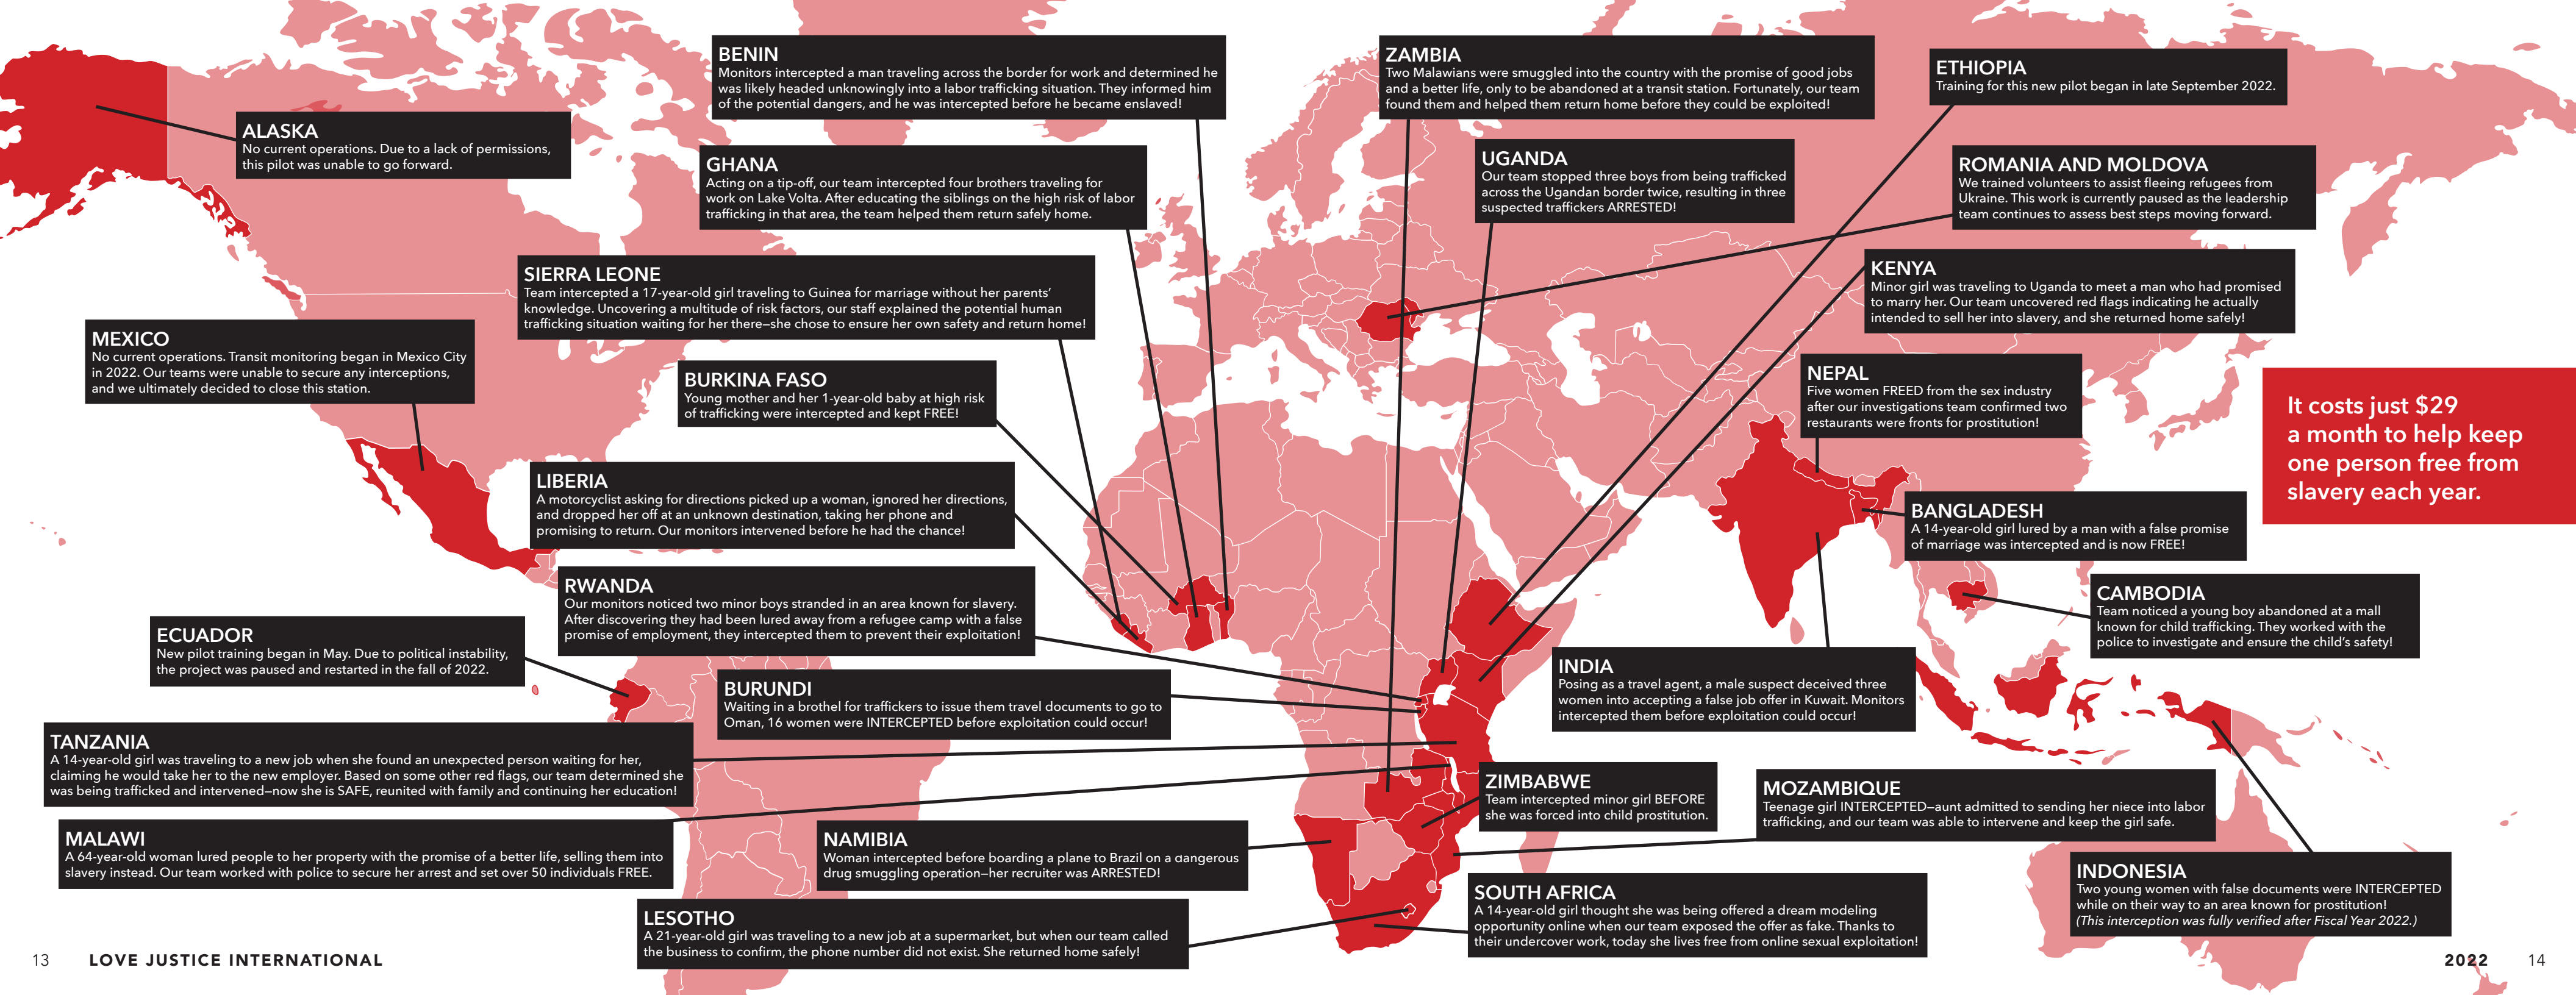 BENIN
Monitors intercepted a man traveling across the border for work and determined he
was likely headed unknowingly into a labor trafficking situation. They informed him
of the potential dangers, and he was intercepted before he became enslaved!
ZAMBIA
Two Malawians were smuggled into the country with the promise of good jobs
and a better life, only to be abandoned at a transit station. Fortunately, our team
found them and helped them return home before they could be exploited!
ETHIOPIA
Training for this new pilot began in late September 2022.
ALASKA
No current operations. Due to a lack of permissions,
this pilot was unable to go forward.
GHANA
Acting on a tip-off, our team intercepted four brothers traveling for
work on Lake Volta. After educating the siblings on the high risk of labor
trafficking in that area, the team helped them return safely home.
UGANDA
Our team stopped three boys from being trafficked
across the Ugandan border twice, resulting in three
suspected traffickers ARRESTED!
ROMANIA AND MOLDOVA
We trained volunteers to assist fleeing refugees from
Ukraine. This work is currently paused as the leadership
team continues to assess best steps moving forward.
SIERRA LEONE
Team intercepted a 17-year-old girl traveling to Guinea for marriage without her parents’
knowledge. Uncovering a multitude of risk factors, our staff explained the potential human
trafficking situation waiting for her there—she chose to ensure her own safety and return home!
KENYA
Minor girl was traveling to Uganda to meet a man who had promised
to marry her. Our team uncovered red flags indicating he actually
intended to sell her into slavery, and she returned home safely!
MEXICO
No current operations. Transit monitoring began in Mexico City
in 2022. Our teams were unable to secure any interceptions,
and we ultimately decided to close this station.
BURKINA FASO
Young mother and her 1-year-old baby at high risk
of trafficking were intercepted and kept FREE!
NEPAL
Five women FREED from the sex industry
after our investigations team confirmed two
restaurants were fronts for prostitution!
It costs just $29
a month to help keep
one person free from
slavery each year.
LIBERIA
A motorcyclist asking for directions picked up a woman, ignored her directions,
and dropped her off at an unknown destination, taking her phone and
promising to return. Our monitors intervened before he had the chance!
BANGLADESH
A 14-year-old girl lured by a man with a false promise
of marriage was intercepted and is now FREE!
RWANDA
Our monitors noticed two minor boys stranded in an area known for slavery.
After discovering they had been lured away from a refugee camp with a false
promise of employment, they intercepted them to prevent their exploitation!
CAMBODIA
Team noticed a young boy abandoned at a mall
known for child trafficking. They worked with the
police to investigate and ensure the child’s safety!
ECUADOR
New pilot training began in May. Due to political instability,
the project was paused and restarted in the fall of 2022.
BURUNDI
Waiting in a brothel for traffickers to issue them travel documents to go to
Oman, 16 women were INTERCEPTED before exploitation could occur!
INDIA
Posing as a travel agent, a male suspect deceived three
women into accepting a false job offer in Kuwait. Monitors
intercepted them before exploitation could occur!
TANZANIA
A 14-year-old girl was traveling to a new job when she found an unexpected person waiting for her,
claiming he would take her to the new employer. Based on some other red flags, our team determined she
was being trafficked and intervened—now she is SAFE, reunited with family and continuing her education!
ZIMBABWE
Team intercepted minor girl BEFORE
she was forced into child prostitution.
MOZAMBIQUE
Teenage girl INTERCEPTED—aunt admitted to sending her niece into labor
trafficking, and our team was able to intervene and keep the girl safe.
MALAWI
A 64-year-old woman lured people to her property with the promise of a better life, selling them into
slavery instead. Our team worked with police to secure her arrest and set over 50 individuals FREE.
NAMIBIA
Woman intercepted before boarding a plane to Brazil on a dangerous
drug smuggling operation—her recruiter was ARRESTED!
INDONESIA
Two young women with false documents were INTERCEPTED
while on their way to an area known for prostitution!
(This interception was fully verified after Fiscal Year 2022.)
LESOTHO
A 21-year-old girl was traveling to a new job at a supermarket, but when our team called
the business to confirm, the phone number did not exist. She returned home safely!
SOUTH AFRICA
A 14-year-old girl thought she was being offered a dream modeling
opportunity online when our team exposed the offer as fake. Thanks to
their undercover work, today she lives free from online sexual exploitation!
13 LOVE JUSTICE INTERNATIONAL
2022 14